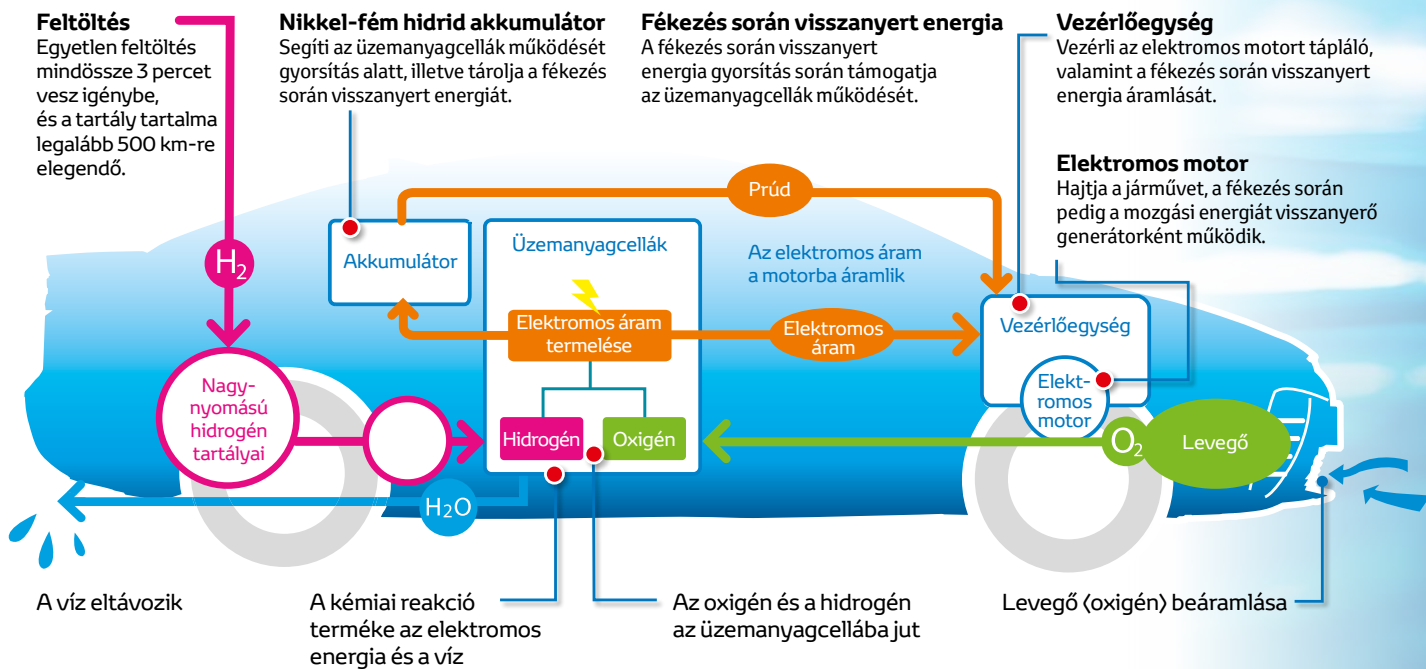 Feltöltés
Egyetlen feltöltés
mindössze 3 percet
vesz igénybe,
és a tartály tartalma
legalább 500 km-re
elegendő.
Nikkel-fém hidrid akkumulátor
Segíti az üzemanyagcellák működését
gyorsítás alatt, illetve tárolja a fékezés
során visszanyert energiát.
Fékezés során visszanyert energia
A fékezés során visszanyert
energia gyorsítás során támogatja
az üzemanyagcellák működését.
Vezérlőegység
Vezérli az elektromos motort tápláló,
valamint a fékezés során visszanyert
energia áramlását.
Elektromos motor
Hajtja a járművet, a fékezés során
pedig a mozgási energiát visszanyerő
generátorként működik.
Prúd
H2
Akkumulátor
Üzemanyagcellák
Az elektromos áram
a motorba áramlik
Elektromos áram
termelése
Elektromos
áram
Vezérlőegység
Nagy-
nyomású
hidrogén
tartályai
Elekt-
romos
motor
Hidrogén
Oxigén
O2
Levegő
H2O
A víz eltávozik
A kémiai reakció
terméke az elektromos
energia és a víz
Az oxigén és a hidrogén
az üzemanyagcellába jut
Levegő (oxigén) beáramlása